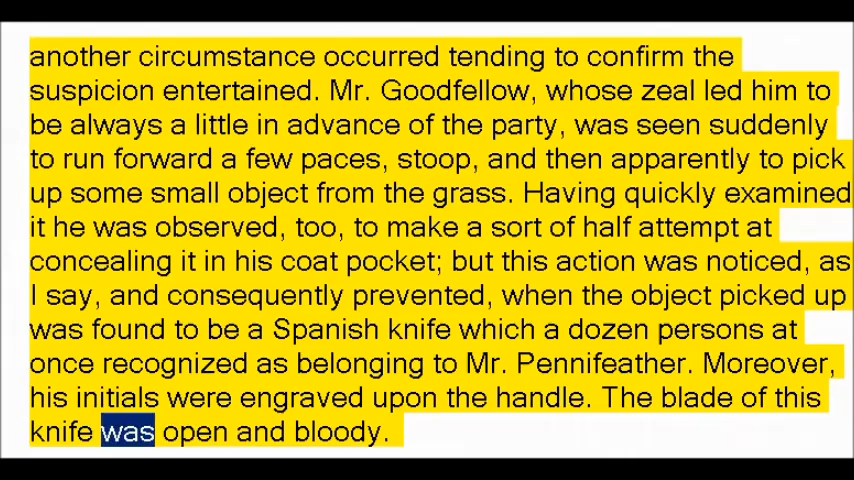 another circumstance occurred tending to confirm the
suspicion entertained. Mr. Goodfellow, whose zeal led him to
be always a little in advance of the party, was seen suddenly
to run forward a few paces, stoop, and then apparently to pick
up some small object from the grass. Having quickly examined
it he was observed, too, to make a sort of half attempt at
concealing it in his coat pocket; but this action was noticed, as
I say, and consequently prevented, when the object picked up
was found to be a Spanish knife which a dozen persons at
once recognized as belonging to Mr. Pennifeather. Moreover,
his initials were engraved upon the handle. The blade of this
knife was open and bloody.